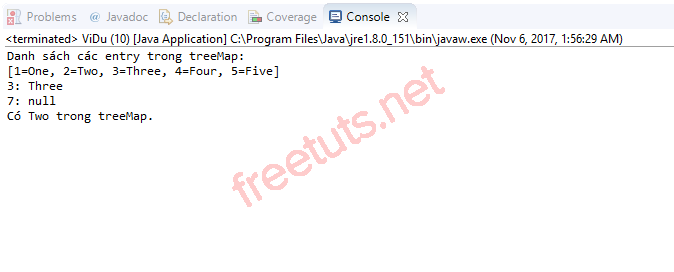 Problems @ Javadoc Declaration Coverage Console
<terminated> ViDu (10) [Java Application] C:\Program Files\Java\jre1.8.0_151\bin\javaw.exe (Nov 6, 2017, 1:56:29 AM)
Danh sách các entry trong treeMap:
[1=One, 2=Two, 3=Three, 4=Four, 5=Five]
3: Three
7: null
Có Two trong treeMap.
freetuts.net